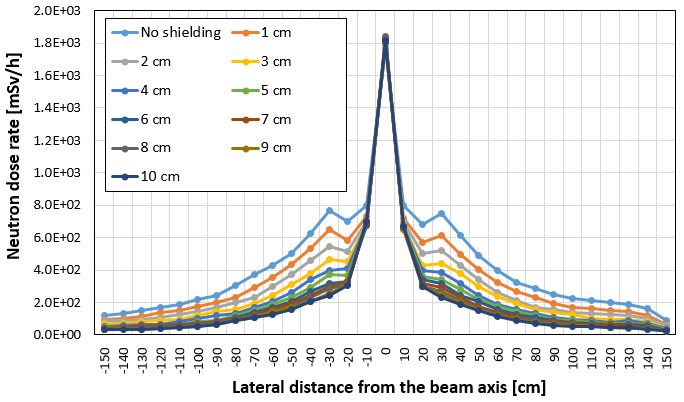 Neutron dose rate [mSv/h]
2.0E+03
1.8E+03
1.6E+03
1.4E+03
1.2E+03
1.0E+03
8.0E+02
6.0E+02
4.0E+02
2.0E+02
0.0E+00
No shielding 1 cm
2 cm 3 cm
4 cm 5 cm
6 cm 7 cm
8 cm 9 cm
10 cm
-150 -140 -130 -120 -110 -100 -90 -80 -70 -60 -50 -40 -30 -20 -10 0 10 20 30 40 50 60 70 80 90 100 110 120 130 140 150
Lateral distance from the beam axis [cm]